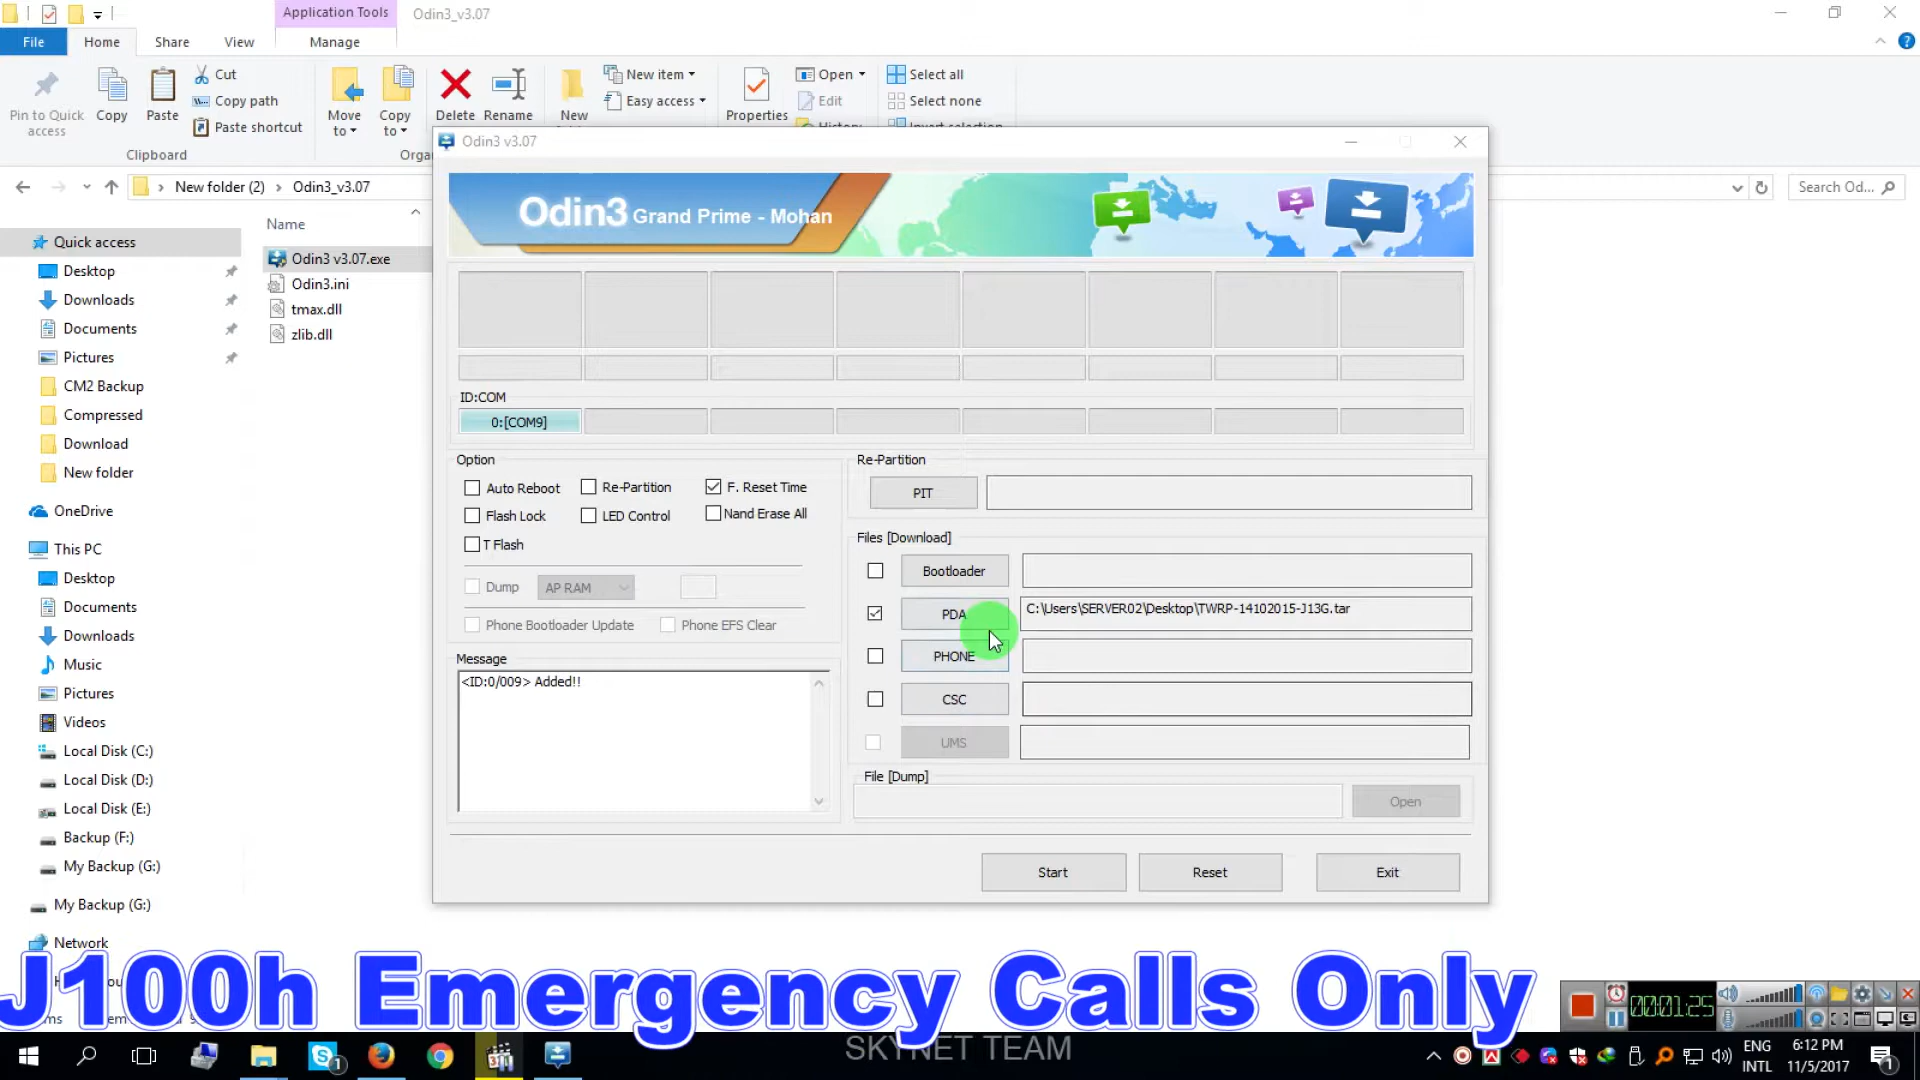 Application Tools
Odin3_v3.07
File
Home
Share
View
Manage
Pin to Quick access
Copy
Paste
Cut
Copy path
Paste shortcut
Clipboard
Move to
Copy to
Delete
Rename
New
New item
Easy access
Properties
Open
Edit
History
Select all
Select none
Invert selection
Orga
New folder (2)
Odin3_v3.07
Search Od...
Name
Odin3 v3.07.exe
Odin3.ini
tmax.dll
zlib.dll
Quick access
Desktop
Downloads
Documents
Pictures
CM2 Backup
Compressed
Download
New folder
OneDrive
This PC
Desktop
Documents
Downloads
Music
Pictures
Videos
Local Disk (C:)
Local Disk (D:)
Local Disk (E:)
Backup (F:)
My Backup (G:)
My Backup (G:)
Network
Odin3 v3.07
Odin3 Grand Prime - Mohan
ID:COM
0:[COM9]
Option
Auto Reboot
Re-Partition
F. Reset Time
Flash Lock
LED Control
Nand Erase All
T Flash
Dump
AP RAM
Phone Bootloader Update
Phone EFS Clear
Message
<ID:0/009> Added!!
Re-Partition
PIT
Files [Download]
Bootloader
PDA
C:\Users\SERVER02\Desktop\TWRP-14102015-J13G.tar
PHONE
CSC
UMS
File [Dump]
Open
Start
Reset
Exit
J100h Emergency Calls Only
00:01:25
SKYNET TEAM
ENG
INTL
6:12 PM
11/5/2017